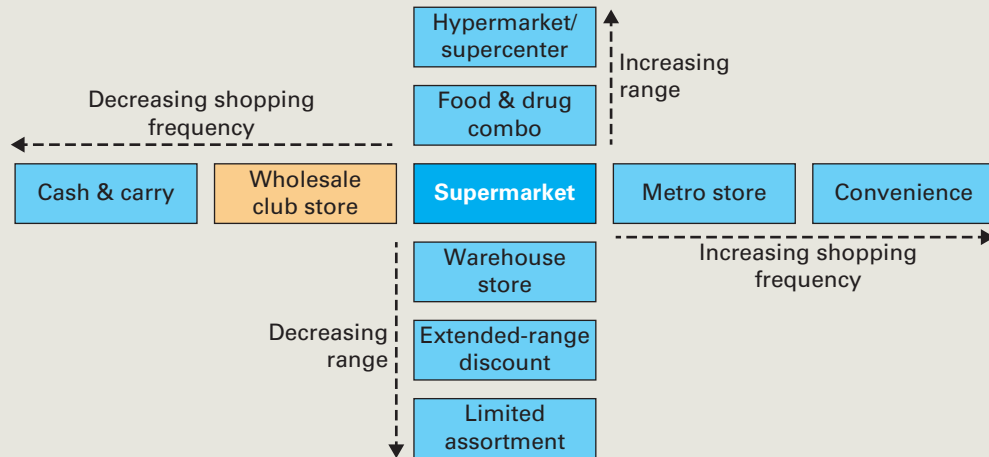 Hypermarket/
supercenter
Increasing
range
Decreasing shopping
frequency
Food & drug
combo
Cash & carry
Wholesale
club store
Supermarket
Metro store
Convenience
Increasing shopping
frequency
Warehouse
store
Decreasing
range
Extended-range
discount
Limited
assortment